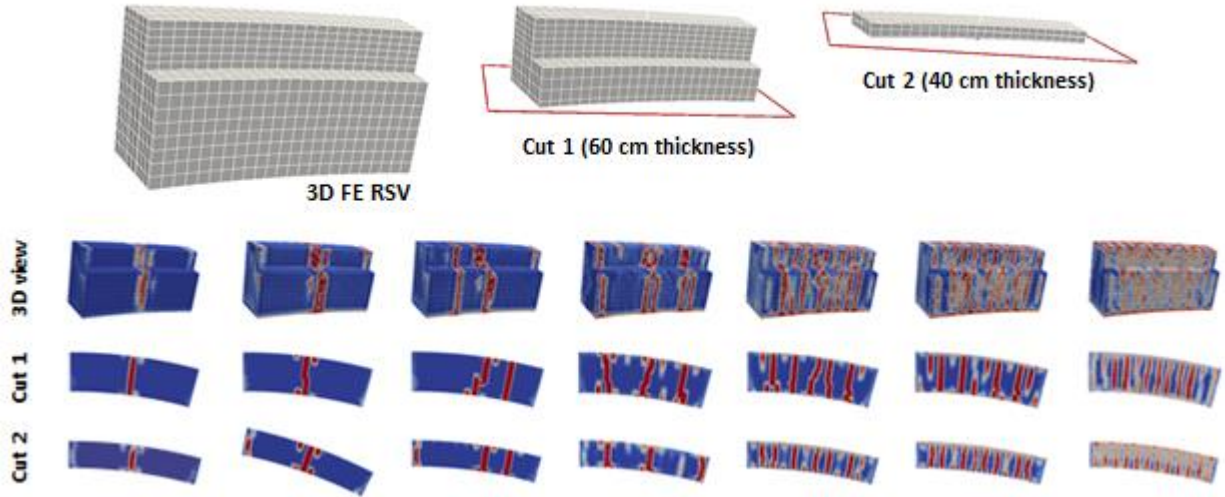 Cut 2 (40 cm thickness)
Cut 1 (60 cm thickness)
3D FE RSV
3D view
Cut 1
Cut 2